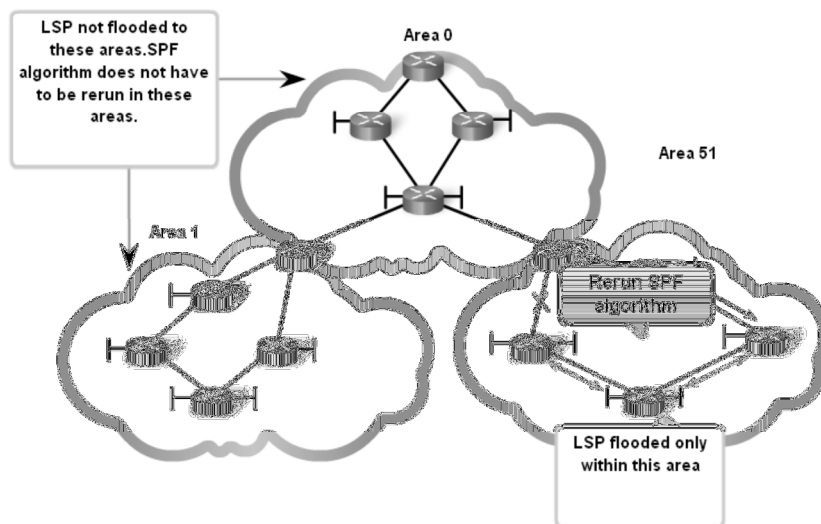 LSP not flooded to
these areas.SPF
algorithm does not have
to be rerun in these
areas.
Area 0
Area 51
Area 1
Rerun SPF
algorithm
LSP flooded only
within this area